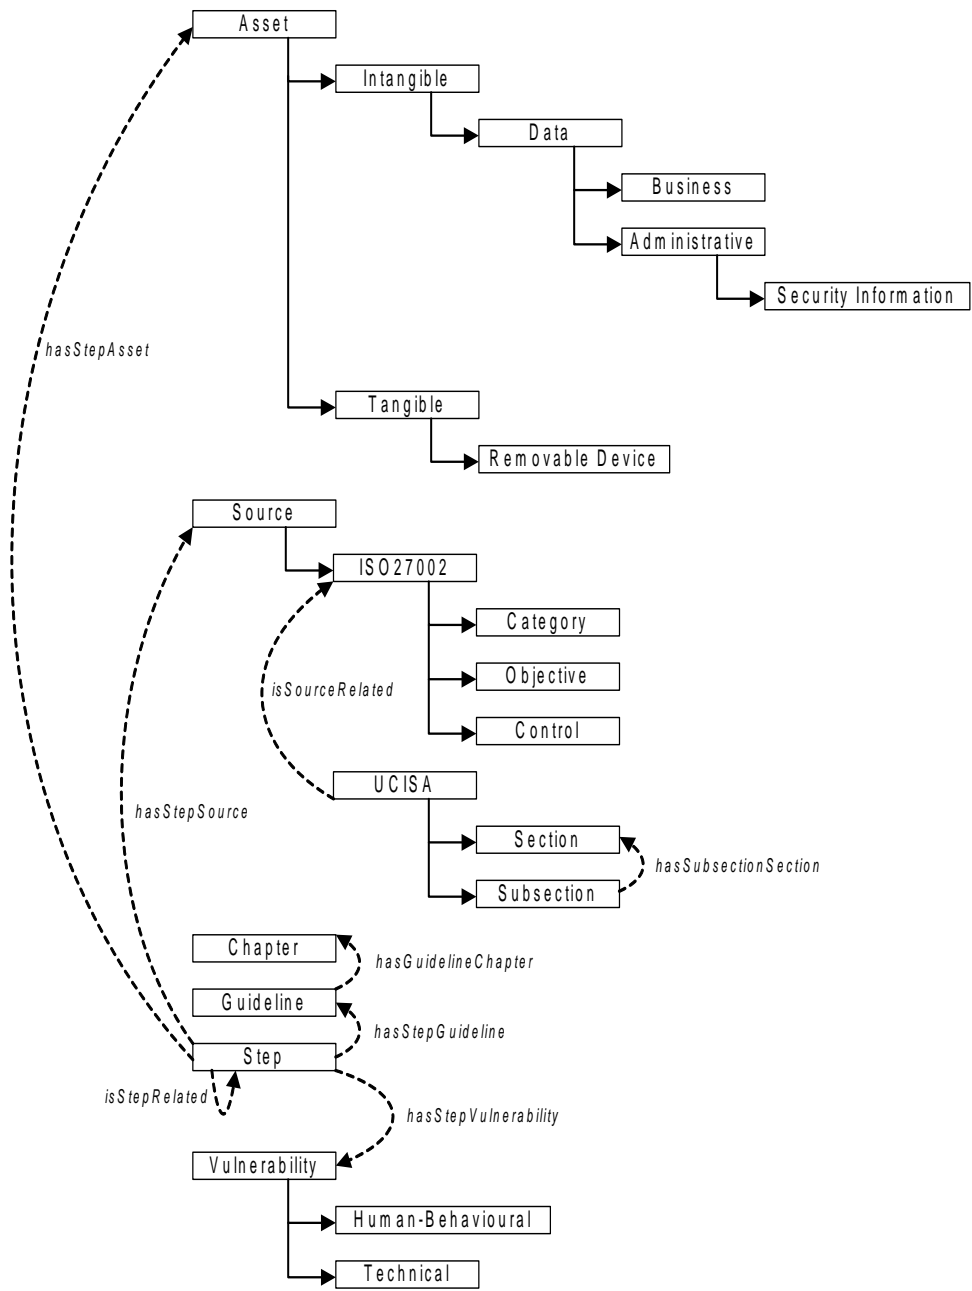 Asset
Intangible
Data
Business
Administrative
Security Information
hasStepAsset
Tangible
Removable Device
Source
ISO27002
Category
Objective
isSourceRelated
Control
UCISA
hasStepSource
Section
hasSubsectionSection
Subsection
Chapter
hasGuidelineChapter
Guideline
hasStepGuideline
Step
isStepRelated
hasStepVulnerability
Vulnerability
Human-Behavioural
Technical